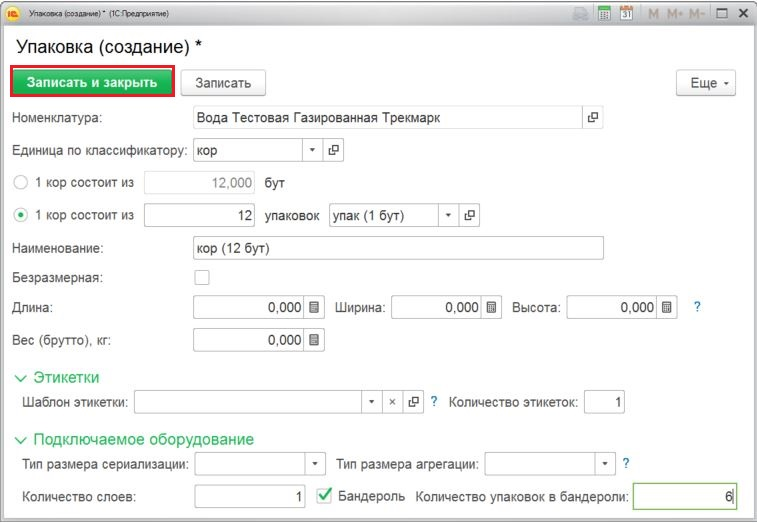 1С Упаковка (создание) * (1С:Предприятие) 31 M M+ M-
Упаковка (создание) *
Записать и закрыть Записать Еще
Номенклатура: Вода Тестовая Газированная Трекмарк
Единица по классификатору: кор
1 кор состоит из 12,000 бут
1 кор состоит из 12 упаковок упак (1 бут)
Наименование: кор (12 бут)
Безразмерная:
Длина: 0,000 Ширина: 0,000 Высота: 0,000 ?
Вес (брутто), кг: 0,000
Этикетки
Шаблон этикетки: × ? Количество этикеток: 1
Подключаемое оборудование
Тип размера сериализации: Тип размера агрегации: ?
Количество слоев: 1 Бандероль Количество упаковок в бандероли: 6